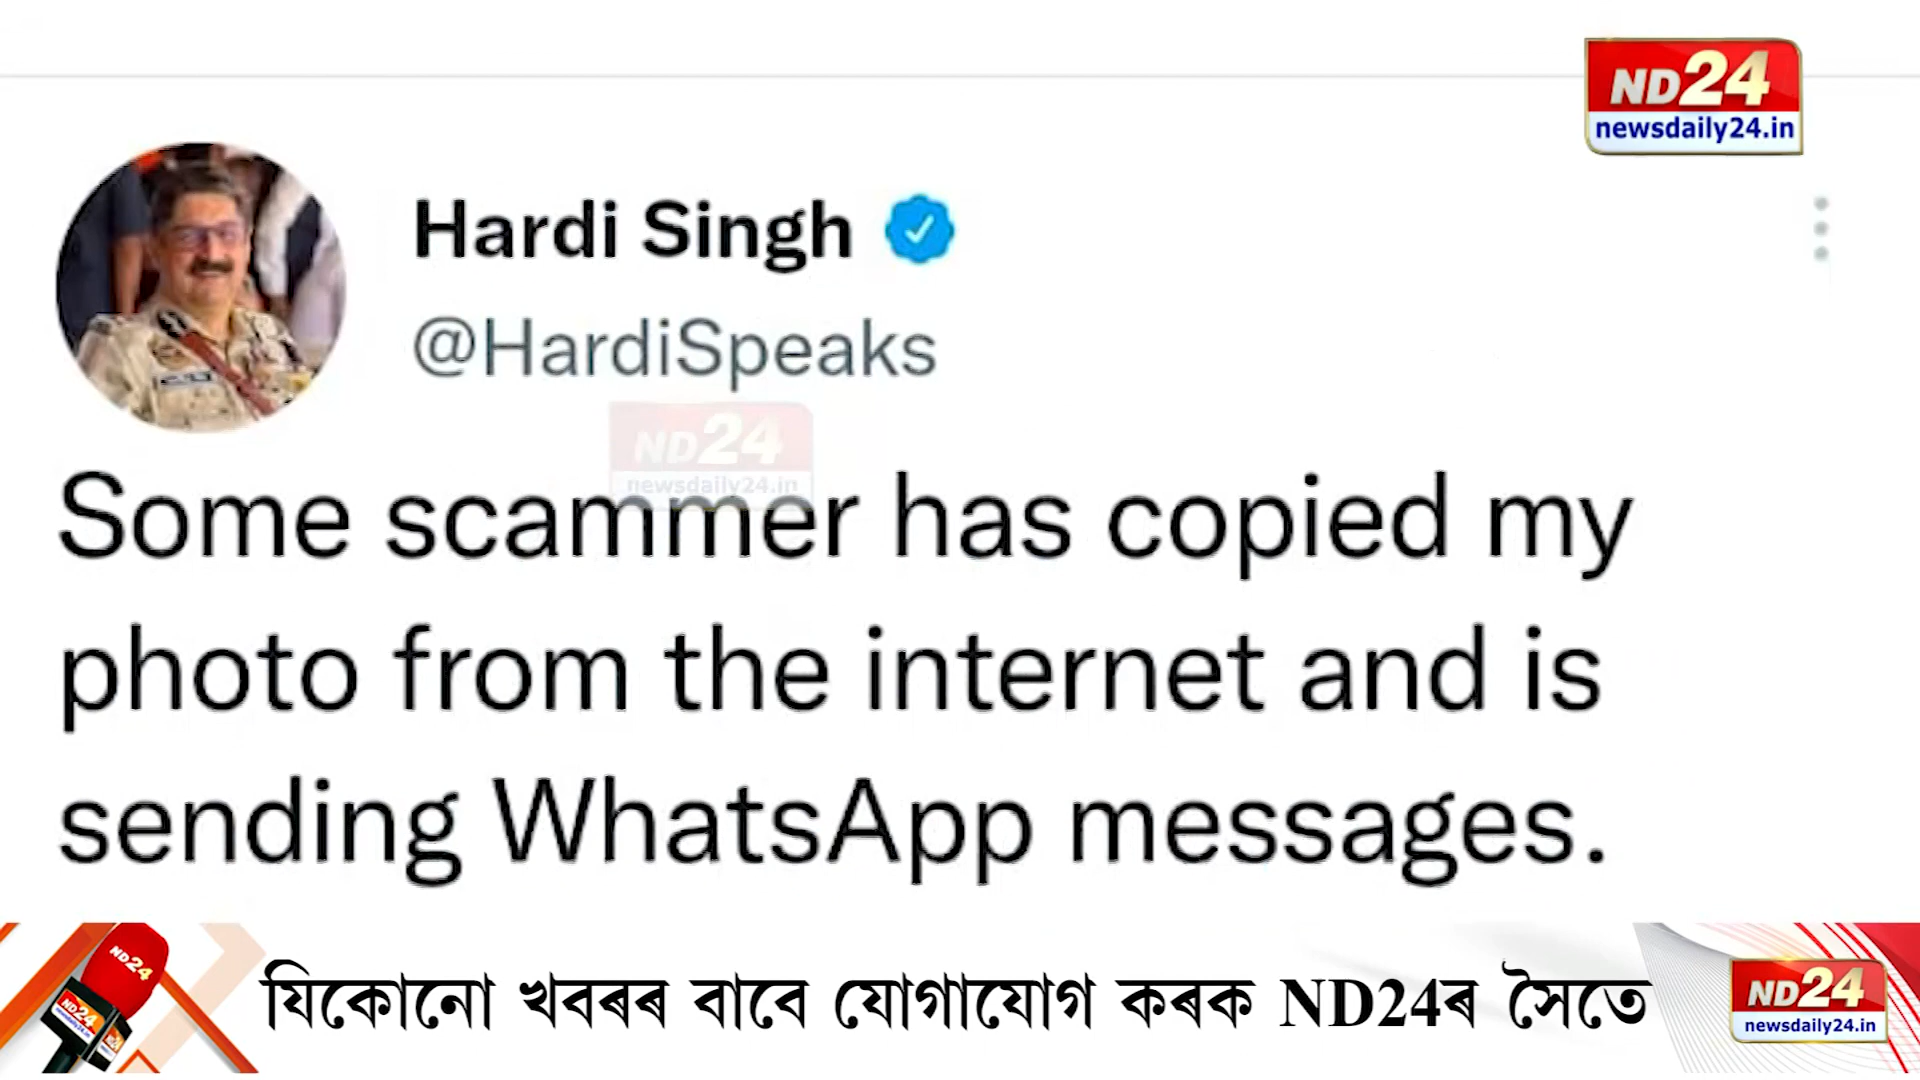 ND24
newsdaily24.in
Hardi Singh
@HardiSpeaks
ND24
newsdaily24.in
Some scammer has copied my
photo from the internet and is
sending WhatsApp messages.
ND24
ND24
যিকোনো খবৰৰ বাবে যোগাযোগ কৰক ND24ৰ সৈতে
ND24
newsdaily24.in